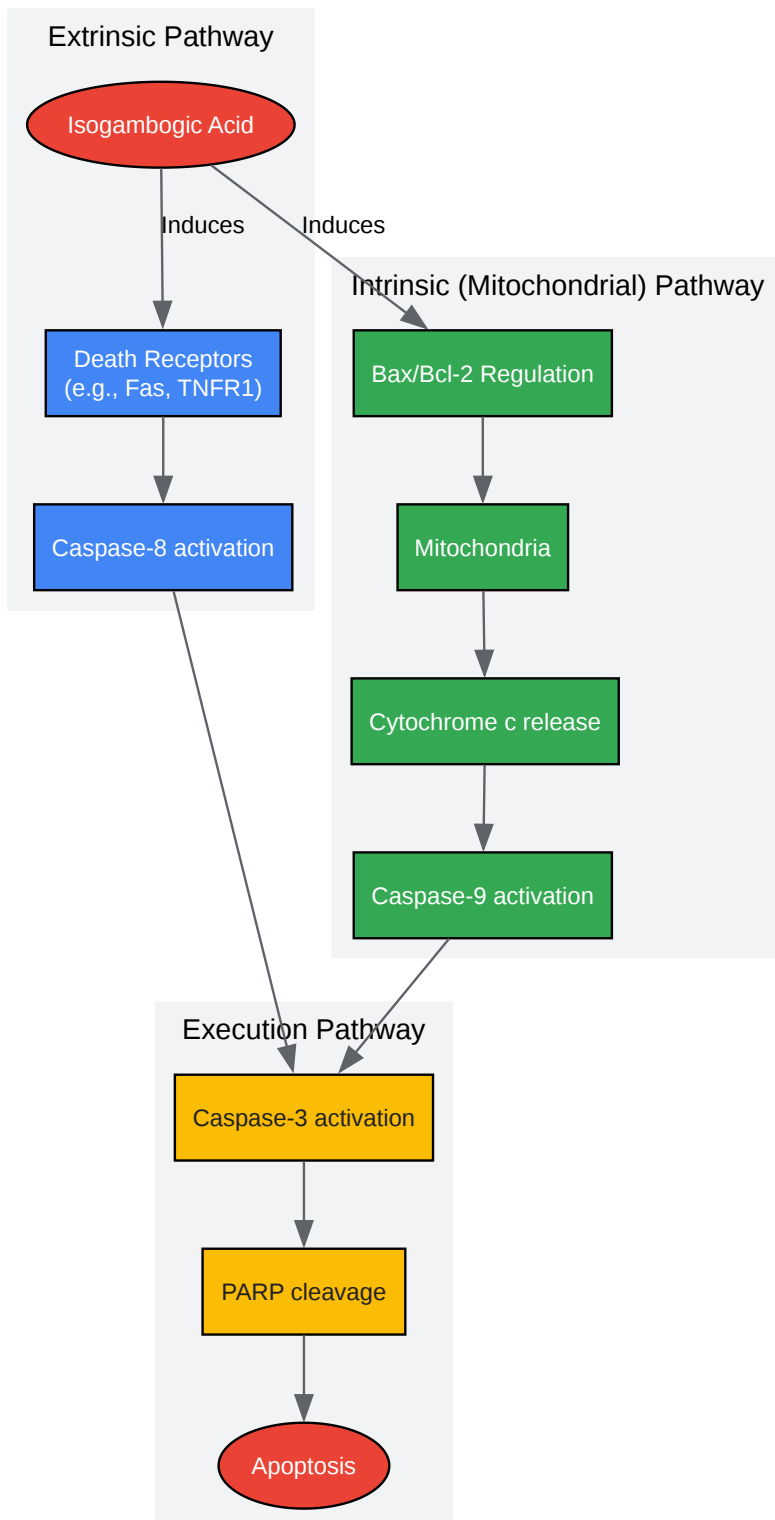 Extrinsic Pathway
Isogambogic Acid
Induces
Induces
Intrinsic (Mitochondrial) Pathway
Death Receptors
(e.g., Fas, TNFR1)
Bax/Bcl-2 Regulation
Caspase-8 activation
Mitochondria
Cytochrome c release
Caspase-9 activation
Execution Pathway
Caspase-3 activation
PARP cleavage
Apoptosis